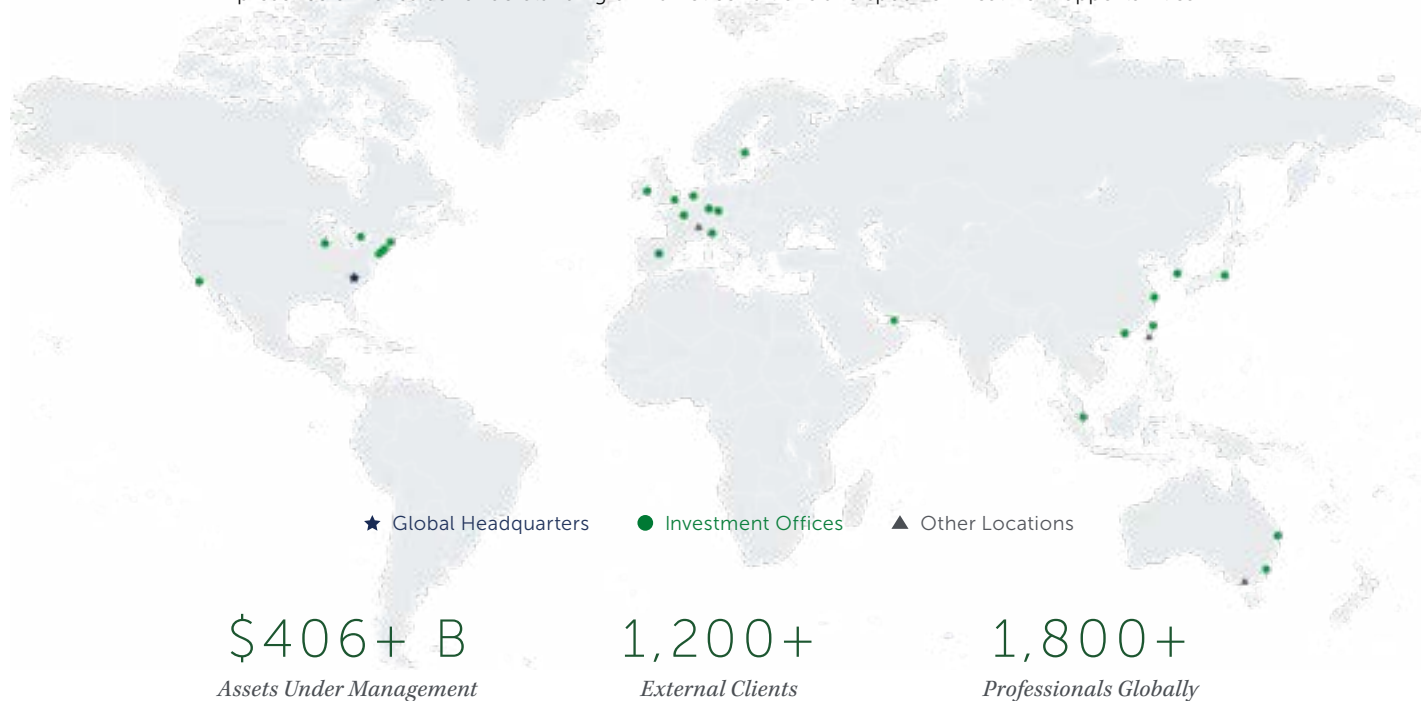 Global Headquarters Investment Offices Other Locations
$406+ B 1,200+ 1,800+
Assets Under Management External Clients Professionals Globally